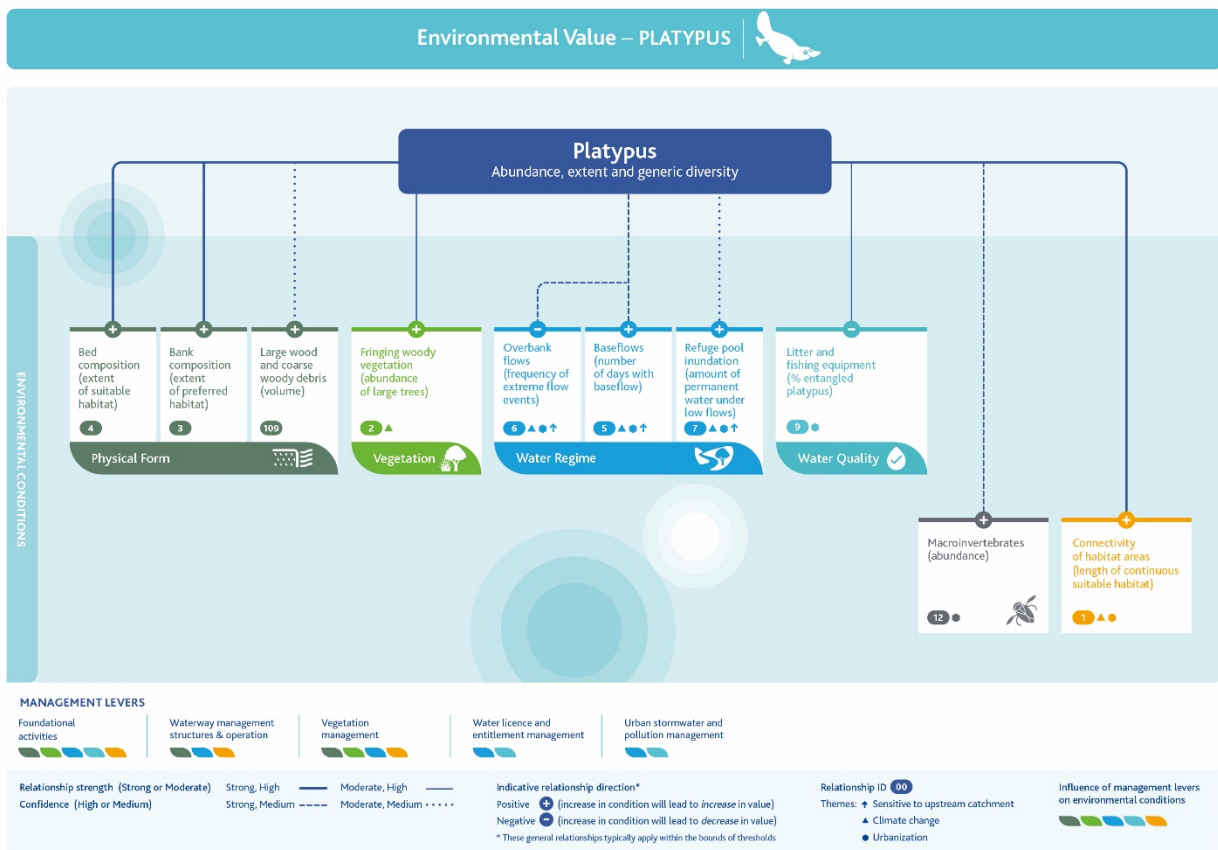 Environmental Value – PLATYPUS
Platypus
Abundance, extent and generic diversity
ENVIRONMENTAL CONDITIONS
+
Bed
composition
(extent
of suitable
habitat)
4
+
Bank
composition
(extent
of preferred
habitat)
3
+
Large wood
and coarse
woody debris
(volume)
109
Physical Form
+
Fringing woody
vegetation
(abundance
of large trees)
2 ▲
Vegetation
−
Overbank
flows
(frequency of
extreme flow
events)
6 ▲ ⬢ ↑
+
Baseflows
(number
of days with
baseflow)
5 ▲ ⬢ ↑
+
Refuge pool
inundation
(amount of
permanent
water under
low flows)
7 ▲ ⬢ ↑
Water Regime
−
Litter and
fishing equipment
(% entangled
platypus)
9 ⬢
Water Quality
+
Macroinvertebrates
(abundance)
12 ⬢
+
Connectivity
of habitat areas
(length of continuous
suitable habitat)
1 ▲ ⬢
MANAGEMENT LEVERS
Foundational
activities
Waterway management
structures & operation
Vegetation
management
Water licence and
entitlement management
Urban stormwater and
pollution management
Relationship strength (Strong or Moderate)
Confidence (High or Medium)
Strong, High
Strong, Medium
Moderate, High
Moderate, Medium
Indicative relationship direction*
Positive + (increase in condition will lead to increase in value)
Negative − (increase in condition will lead to decrease in value)
* These general relationships typically apply within the bounds of thresholds
Relationship ID 00
Themes: ↑ Sensitive to upstream catchment
▲ Climate change
⬢ Urbanization
Influence of management levers
on environmental conditions